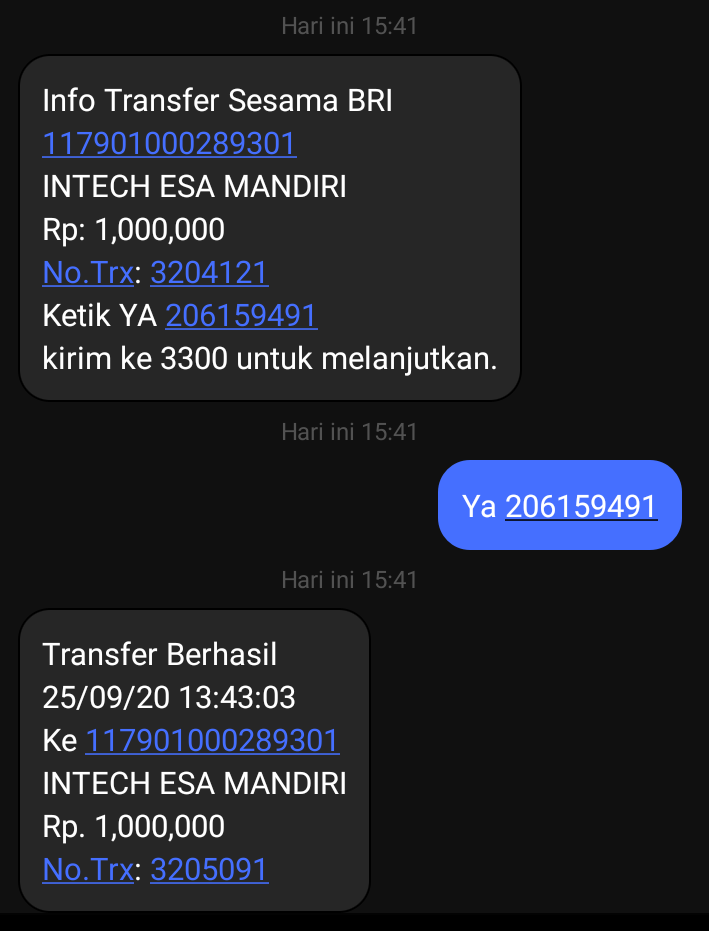 Hari ini 15:41
Info Transfer Sesama BRI
117901000289301
INTECH ESA MANDIRI
Rp: 1,000,000
No.Trx: 3204121
Ketik YA 206159491
kirim ke 3300 untuk melanjutkan.
Hari ini 15:41
Ya 206159491
Hari ini 15:41
Transfer Berhasil
25/09/20 13:43:03
Ke 117901000289301
INTECH ESA MANDIRI
Rp. 1,000,000
No.Trx: 3205091